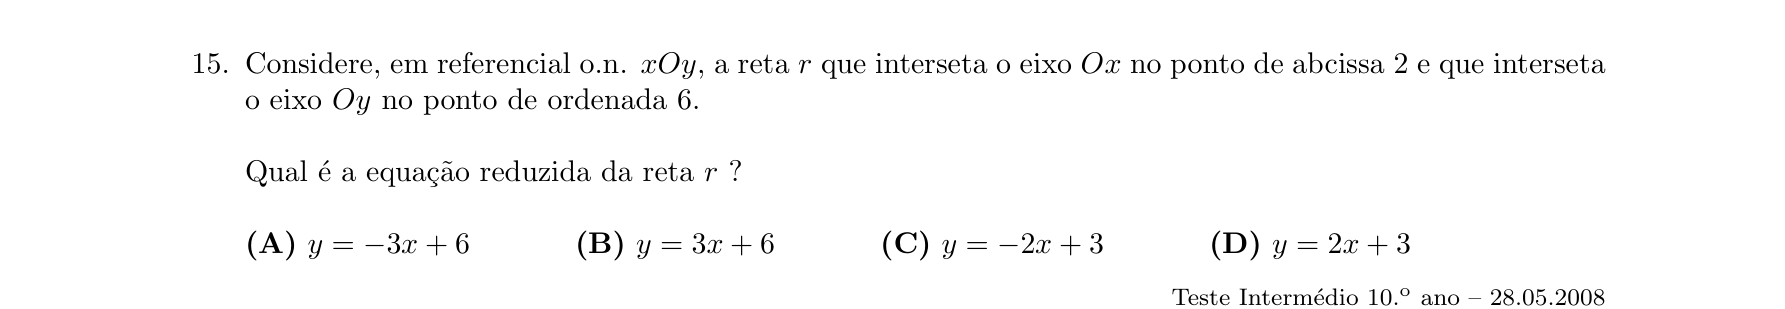 15. Considere, em referencial o.n. xOy, a reta r que interseta o eixo Ox no ponto de abcissa 2 e que interseta
o eixo Oy no ponto de ordenada 6.
Qual é a equação reduzida da reta r ?
(A) y = −3x + 6 (B) y = 3x + 6 (C) y = −2x + 3 (D) y = 2x + 3
Teste Intermédio 10.º ano – 28.05.2008